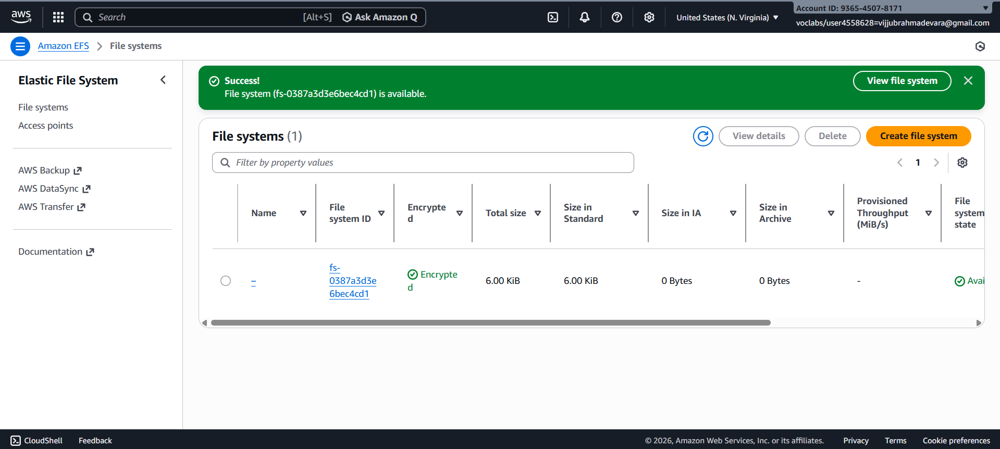 aws
Search [Alt+S] Ask Amazon Q
United States (N. Virginia)
Account ID: 9365-4507-8171
voclabs/user4558628=vijjubrahmadevara@gmail.com
Amazon EFS > File systems
Elastic File System
File systems
Access points
AWS Backup
AWS DataSync
AWS Transfer
Documentation
Success!
File system (fs-0387a3d3e6bec4cd1) is available.
View file system
File systems (1)
View details
Delete
Create file system
Filter by property values
1
Name
File
system ID
Encrypte
d
Total size
Size in
Standard
Size in IA
Size in
Archive
Provisioned
Throughput
(MiB/s)
File
system
state
–
fs-
0387a3d3e
6bec4cd1
Encrypte
d
6.00 KiB
6.00 KiB
0 Bytes
0 Bytes
-
Avai
CloudShell Feedback © 2026, Amazon Web Services, Inc. or its affiliates. Privacy Terms Cookie preferences